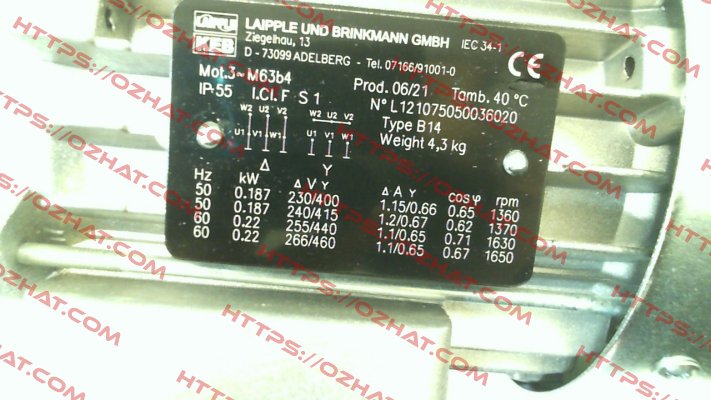 LAIPPLE
KEB
LAIPPLE UND BRINKMANN GMBH IEC 34-1
Ziegelhau, 13
D - 73099 ADELBERG - Tel. 07166/91001-0
CE
Mot.3~ M63b4 Prod. 06/21 Tamb. 40 °C
IP-55 I.Cl. F S 1 N° L121075050036020
Type B14
Weight 4,3 kg
W2 U2 V2 W2 U2 V2
U1 V1 W1 U1 V1 W1
Δ Y
Hz kW Δ V Y Δ A Y cosφ rpm
50 0.187 230/400 1.15/0.66 0.65 1360
50 0.187 240/415 1.2/0.67 0.62 1370
60 0.22 255/440 1.1/0.65 0.71 1630
60 0.22 266/460 1.1/0.65 0.67 1650
HTTPS://OZHAT.COM